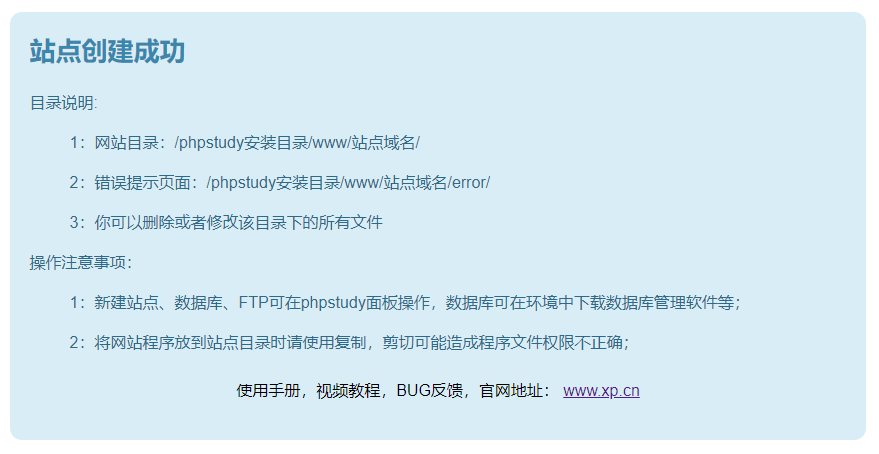 站点创建成功
目录说明:
1：网站目录：/phpstudy安装目录/www/站点域名/
2：错误提示页面：/phpstudy安装目录/www/站点域名/error/
3：你可以删除或者修改该目录下的所有文件
操作注意事项：
1：新建站点、数据库、FTP可在phpstudy面板操作，数据库可在环境中下载数据库管理软件等；
2：将网站程序放到站点目录时请使用复制，剪切可能造成程序文件权限不正确；
使用手册，视频教程，BUG反馈，官网地址： www.xp.cn